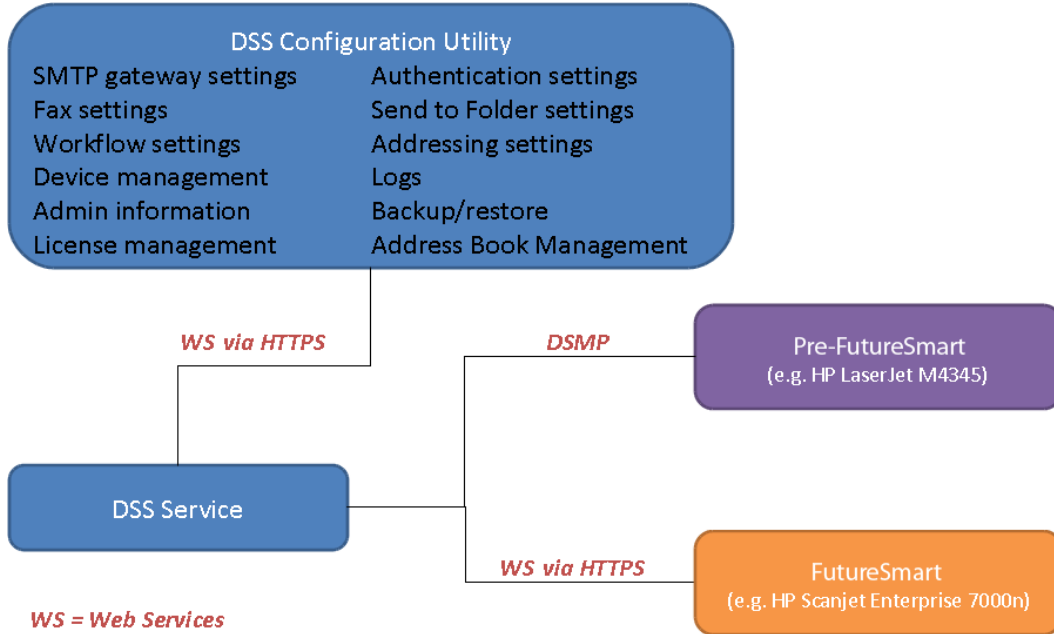 DSS Configuration Utility
SMTP gateway settings
Fax settings
Workflow settings
Device management
Admin information
License management
Authentication settings
Send to Folder settings
Addressing settings
Logs
Backup/restore
Address Book Management
WS via HTTPS
DSMP
Pre-FutureSmart
(e.g. HP LaserJet M4345)
DSS Service
WS via HTTPS
FutureSmart
(e.g. HP Scanjet Enterprise 7000n)
WS = Web Services